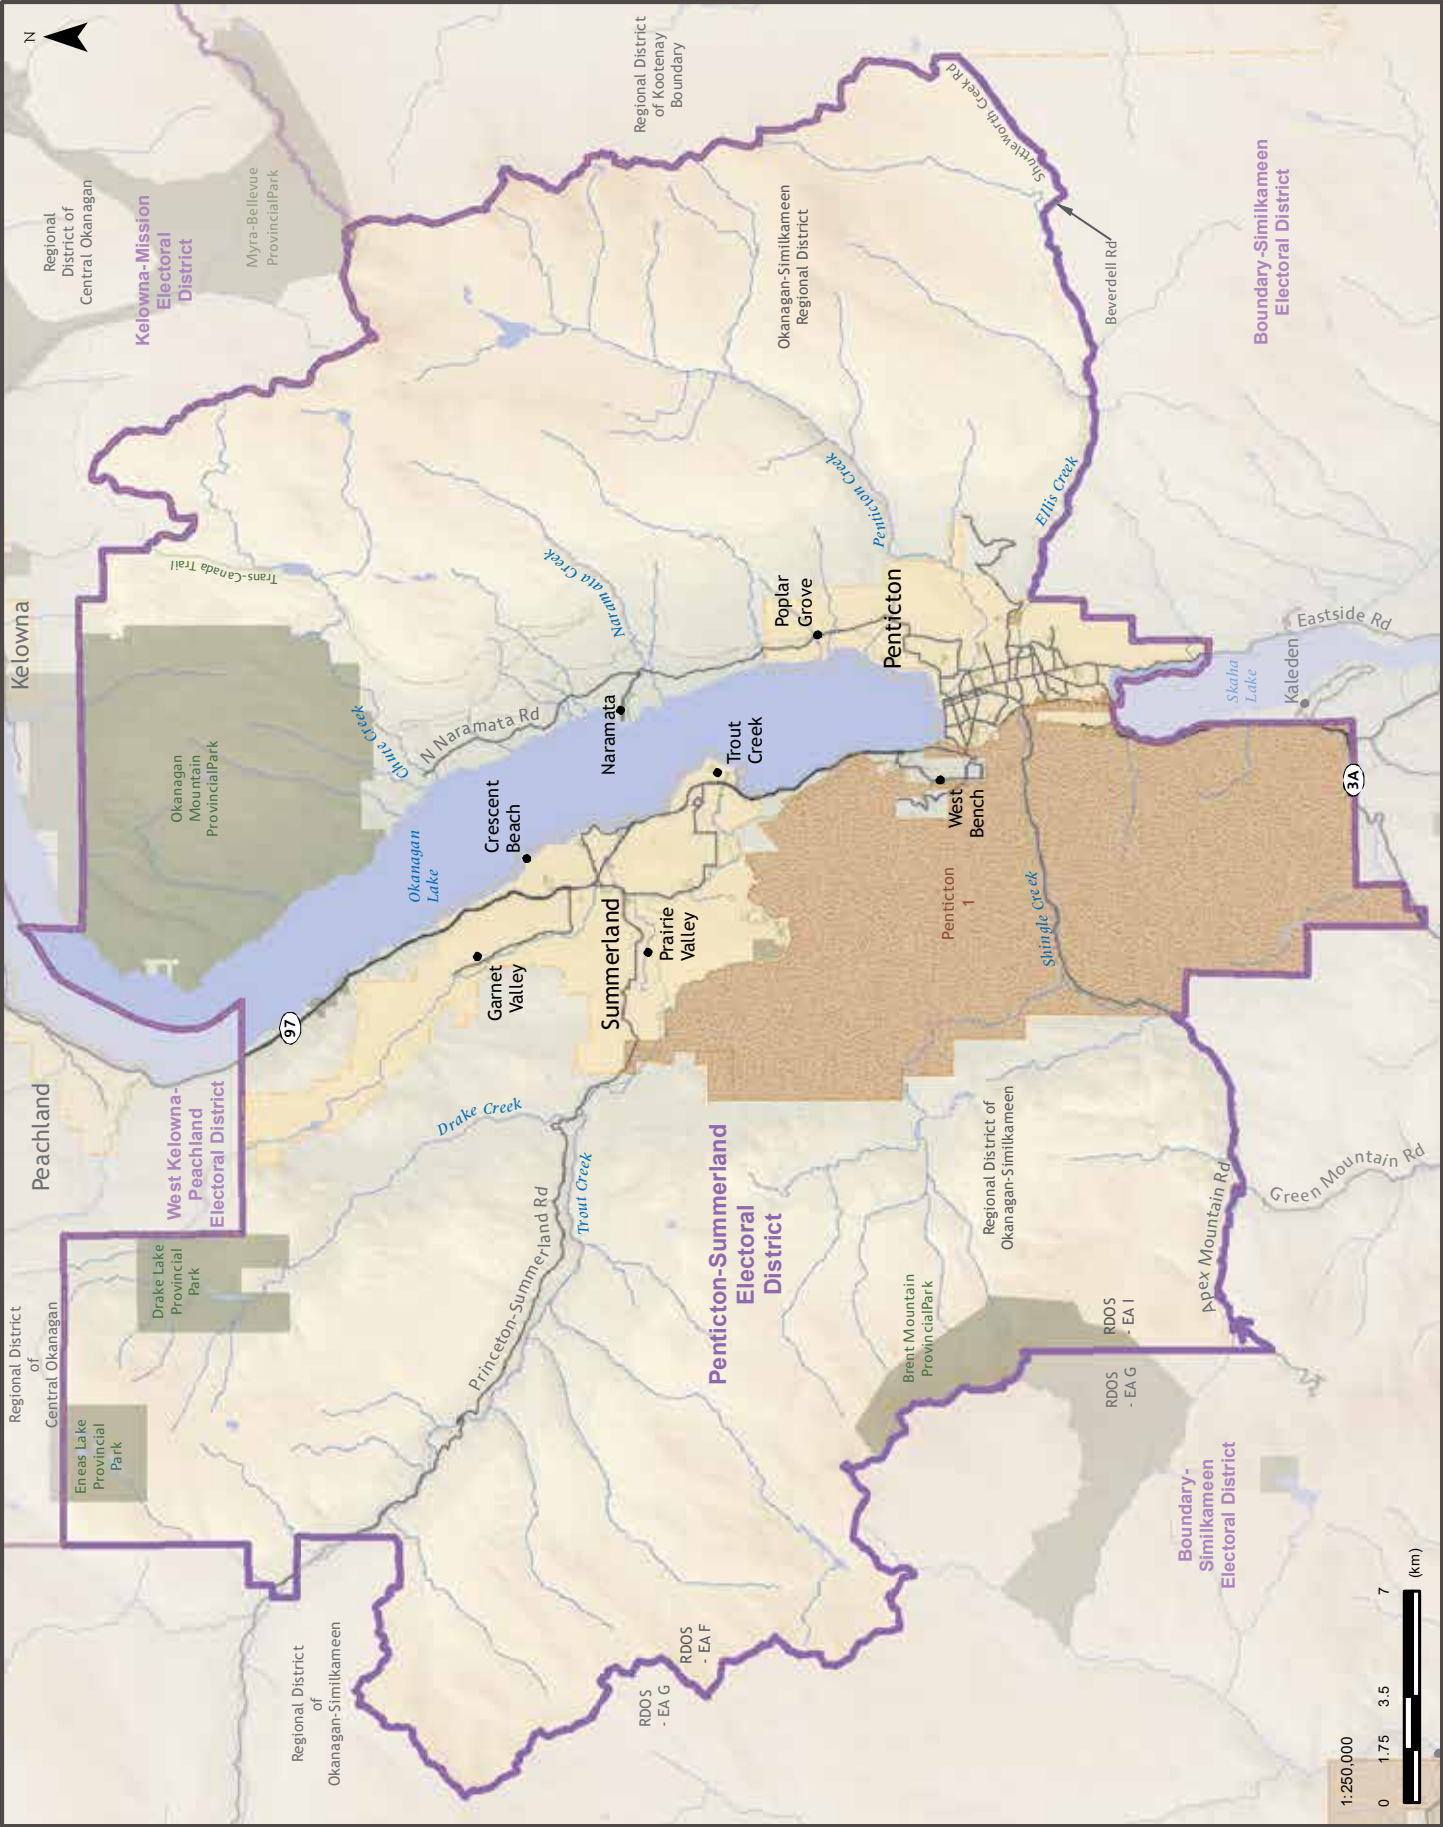 N
Regional District
of Kootenay
Boundary
Regional
District of
Central Okanagan
Kelowna-Mission
Electoral
District
Myra-Bellevue
ProvincialPark
Shuttleworth Creek Rd
Okanagan-Similkameen
Regional District
Beverdell Rd
Boundary-Similkameen
Electoral District
Kelowna
Trans-Canada Trail
Okanagan
Mountain
ProvincialPark
Chute Creek
N Naramata Rd
Naramata Creek
Penticton Creek
Ellis Creek
Poplar
Grove
Penticton
Naramata
Trout
Creek
Crescent
Beach
Okanagan
Lake
West
Bench
Skaha
Lake
Kaleden
Eastside Rd
3A
97
Garnet
Valley
Summerland
Prairie
Valley
Penticton
1
Shingle Creek
Peachland
West Kelowna-
Peachland
Electoral District
Drake Creek
Trout Creek
Princeton-Summerland Rd
Penticton-Summerland
Electoral
District
Regional District of
Okanagan-Similkameen
Green Mountain Rd
Apex Mountain Rd
Regional District
of
Central Okanagan
Drake Lake
Provincial
Park
Eneas Lake
Provincial
Park
Brent Mountain
ProvincialPark
RDOS
- EA I
RDOS
- EA G
Boundary-
Similkameen
Electoral District
Regional District
of
Okanagan-Similkameen
RDOS
- EA F
RDOS
- EA G
1:250,000
0 1.75 3.5 7
(km)